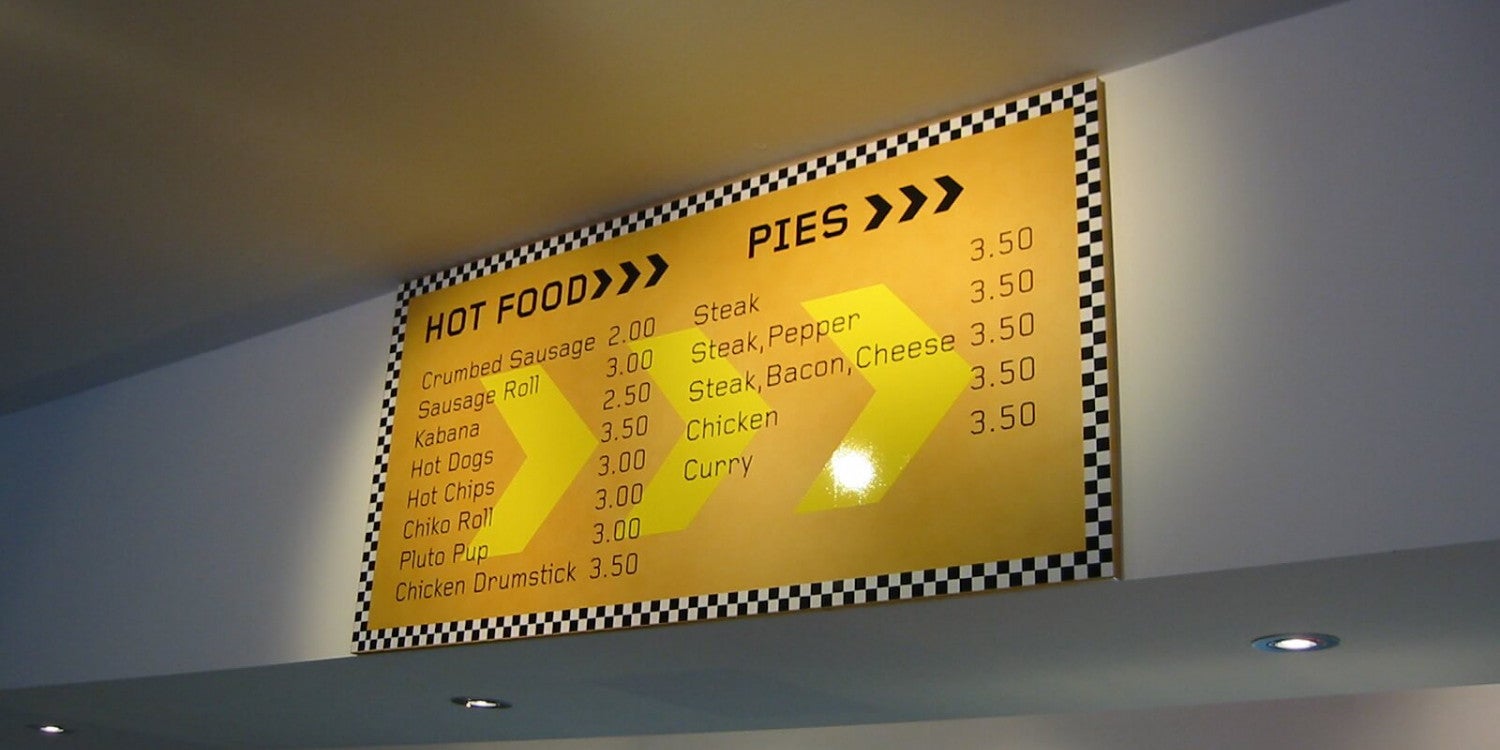 HOT FOOD
Crumbed Sausage 2.00
Sausage Roll 3.00
Kabana 2.50
Hot Dogs 3.50
Hot Chips 3.00
Chiko Roll 3.00
Pluto Pup 3.00
Chicken Drumstick 3.50
PIES
Steak 3.50
Steak,Pepper 3.50
Steak,Bacon,Cheese 3.50
Chicken 3.50
Curry 3.50